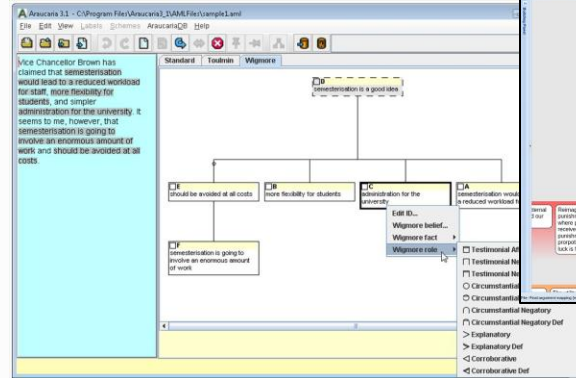 Araucaria 3.1 - C:\Program Files\Araucaria3_1\AMLFiles\sample1.aml
File Edit View Labels Schemes AraucariaDB Help
Standard Toulmin Wigmore
Vice Chancellor Brown has
claimed that semesterisation
would lead to a reduced workload
for staff, more flexibility for
students, and simpler
administration for the university. It
seems to me, however, that
semesterisation is going to
involve an enormous amount of
work and should be avoided at all
costs.
D
semesterisation is a good idea
E
should be avoided at all costs
B
more flexibility for students
C
administration for the
university
A
semesterisation would
a reduced workload f
F
semesterisation is going to
involve an enormous amount
of work
Edit ID...
Wigmore belief...
Wigmore fact
Wigmore role
Testimonial Af
Testimonial Ne
Testimonial Ne
Circumstantial
Circumstantial
Circumstantial Negatory
Circumstantial Negatory Def
Explanatory
Explanatory Def
Corroborative
Corroborative Def